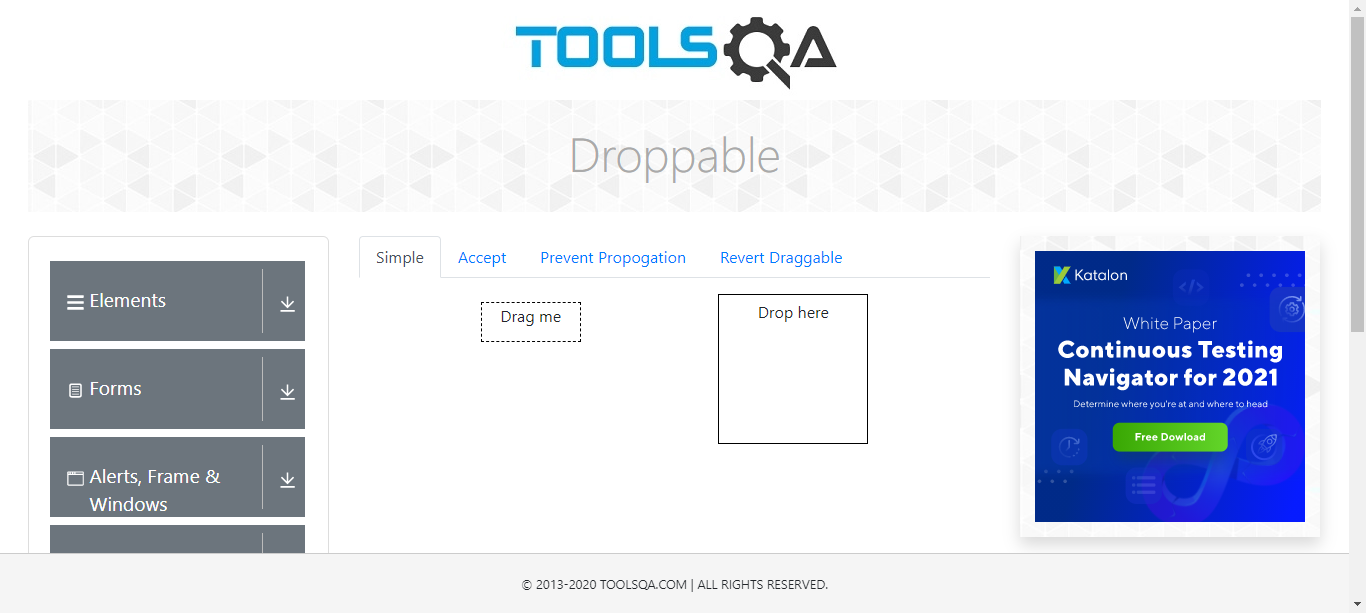 TOOLSQA
Droppable
Elements
Forms
Alerts, Frame &
Windows
Simple
Accept
Prevent Propogation
Revert Draggable
Drag me
Drop here
Katalon
White Paper
Continuous Testing
Navigator for 2021
Determine where you're at and where to head
Free Dowload
© 2013-2020 TOOLSQA.COM | ALL RIGHTS RESERVED.